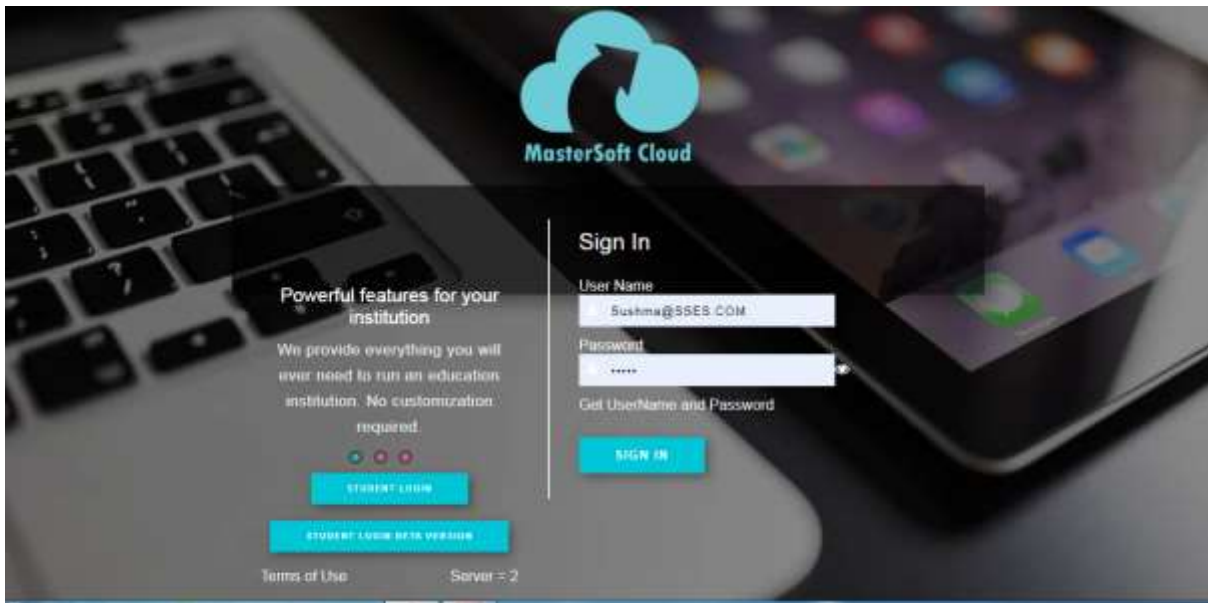 MasterSoft Cloud
Powerful features for your
institution
We provide everything you will
ever need to run an education
institution. No customization
required.
STUDENT LOGIN
STUDENT LOGIN BETA VERSION
Terms of Use
Server = 2
Sign In
User Name
Sushma@SSES.COM
Password
•••••
Get UserName and Password
SIGN IN